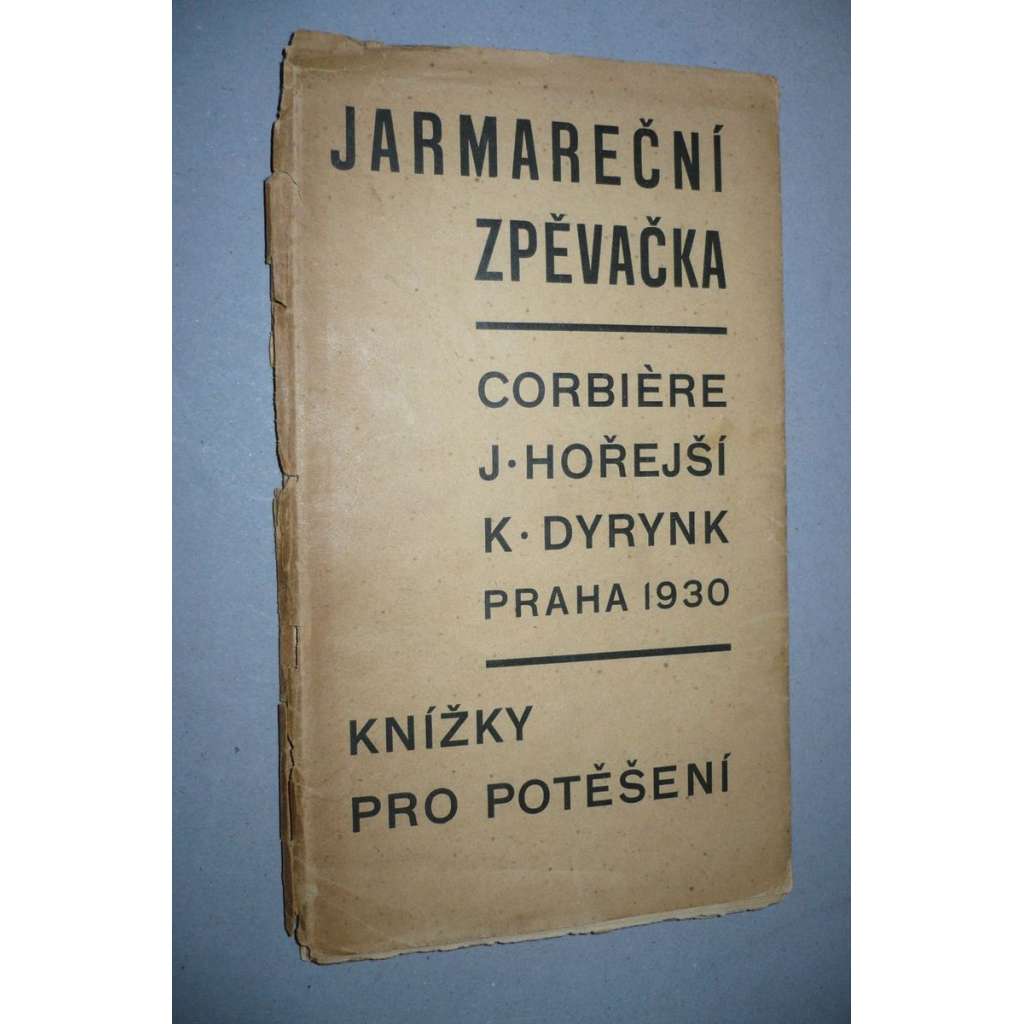 JARMAREČNÍ
ZPĚVAČKA
CORBIÈRE
J·HOŘEJŠÍ
K·DYRYNK
PRAHA 1930
KNÍŽKY
PRO POTĚŠENÍ